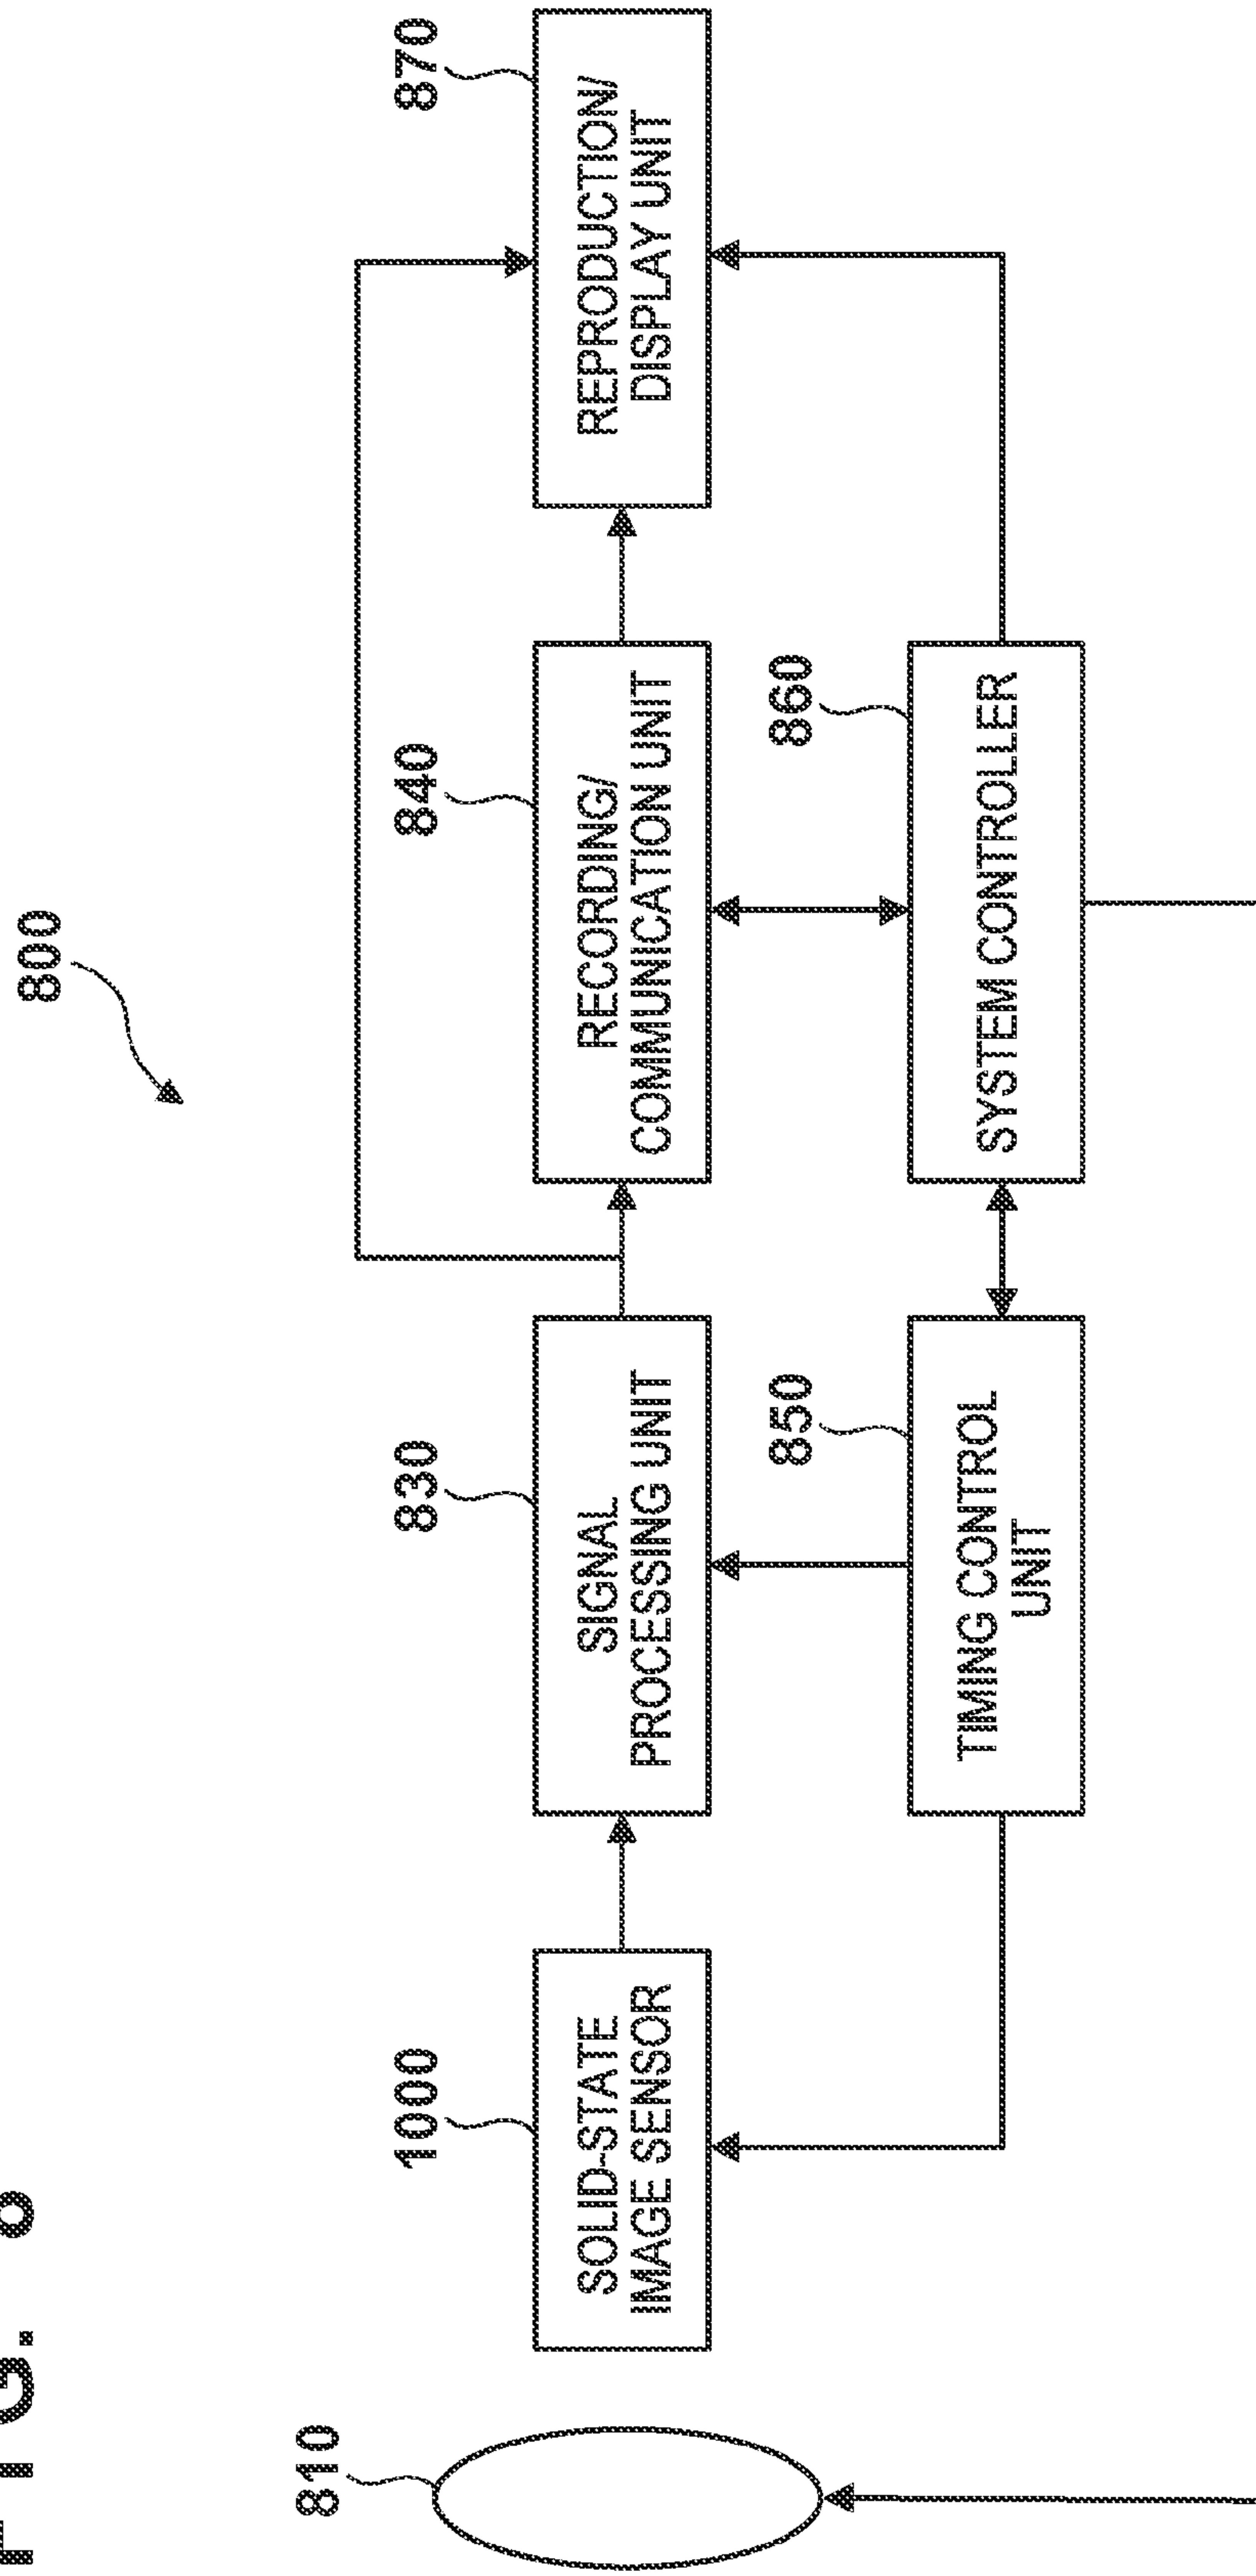 FIG. 8
800
810
1000
SOLID-STATE
IMAGE SENSOR
830
SIGNAL
PROCESSING UNIT
840
RECORDING/
COMMUNICATION UNIT
870
REPRODUCTION/
DISPLAY UNIT
850
TIMING CONTROL
UNIT
860
SYSTEM CONTROLLER